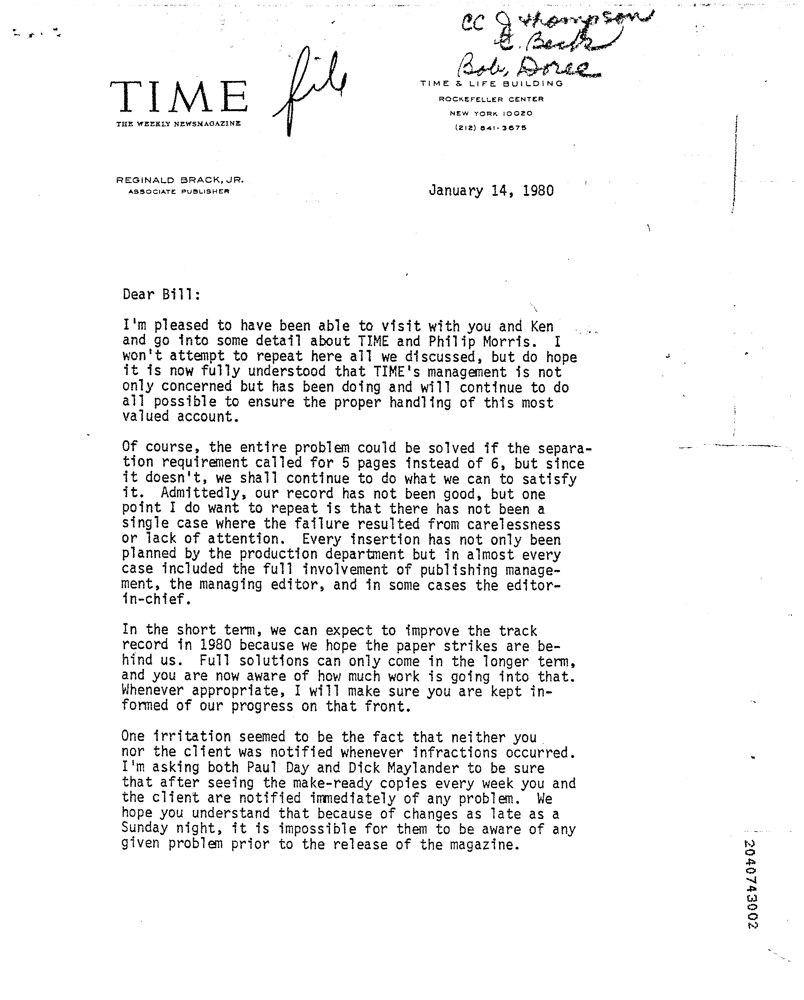 cc J Thompson
E. Beck
Bob, Doree
file
TIME
THE WEEKLY NEWSMAGAZINE
TIME & LIFE BUILDING
ROCKEFELLER CENTER
NEW YORK 10020
(212) 841-3675
REGINALD BRACK, JR.
ASSOCIATE PUBLISHER
January 14, 1980
Dear Bill:
I'm pleased to have been able to visit with you and Ken
and go into some detail about TIME and Philip Morris. I
won't attempt to repeat here all we discussed, but do hope
it is now fully understood that TIME's management is not
only concerned but has been doing and will continue to do
all possible to ensure the proper handling of this most
valued account.
Of course, the entire problem could be solved if the separa-
tion requirement called for 5 pages instead of 6, but since
it doesn't, we shall continue to do what we can to satisfy
it. Admittedly, our record has not been good, but one
point I do want to repeat is that there has not been a
single case where the failure resulted from carelessness
or lack of attention. Every insertion has not only been
planned by the production department but in almost every
case included the full involvement of publishing manage-
ment, the managing editor, and in some cases the editor-
in-chief.
In the short term, we can expect to improve the track
record in 1980 because we hope the paper strikes are be-
hind us. Full solutions can only come in the longer term,
and you are now aware of how much work is going into that.
Whenever appropriate, I will make sure you are kept in-
formed of our progress on that front.
One irritation seemed to be the fact that neither you
nor the client was notified whenever infractions occurred.
I'm asking both Paul Day and Dick Maylander to be sure
that after seeing the make-ready copies every week you and
the client are notified immediately of any problem. We
hope you understand that because of changes as late as a
Sunday night, it is impossible for them to be aware of any
given problem prior to the release of the magazine.
2040743002